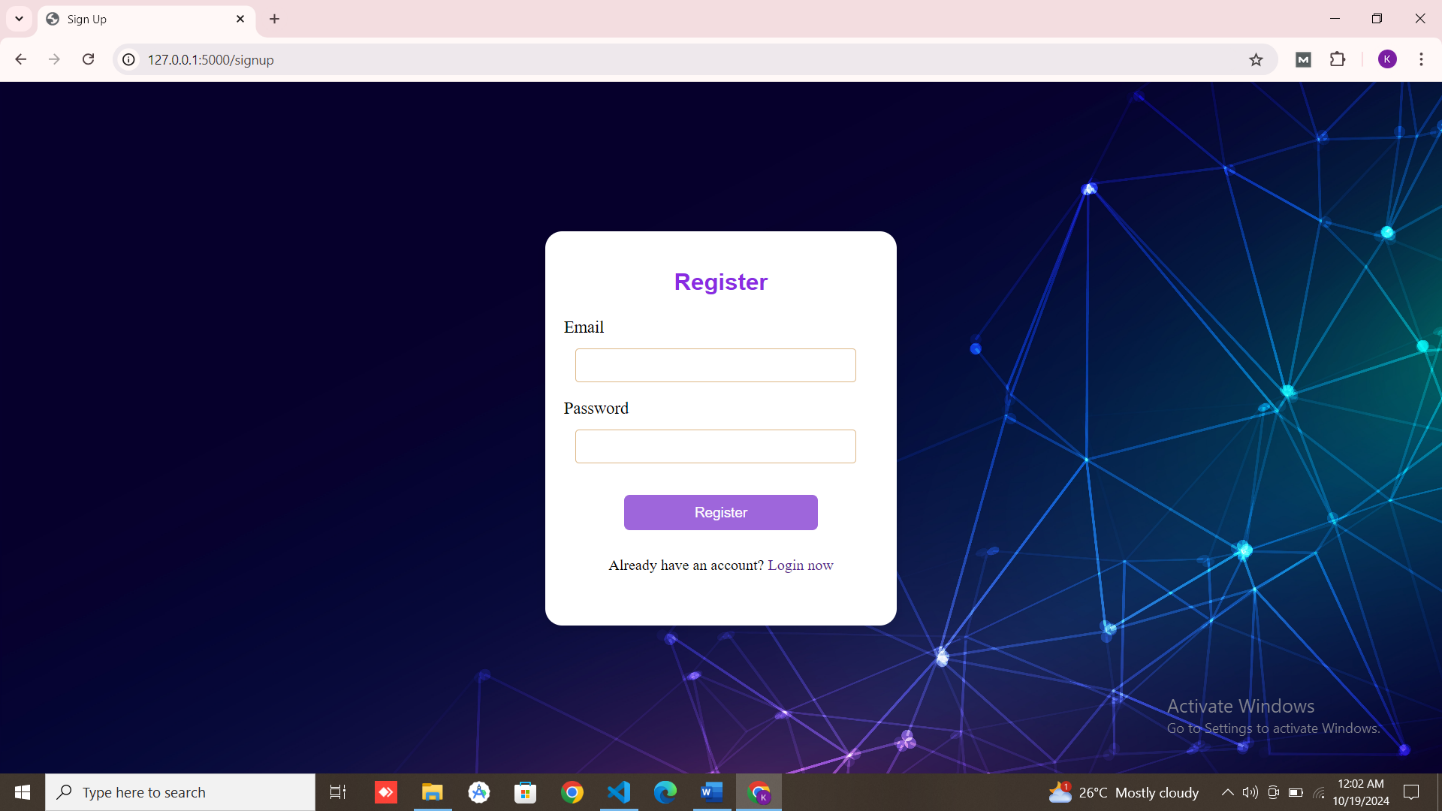 Sign Up
127.0.0.1:5000/signup
M
K
Register
Email
Password
Register
Already have an account? Login now
Activate Windows
Go to Settings to activate Windows.
Type here to search
W
K
1
26°C Mostly cloudy
12:02 AM
10/19/2024